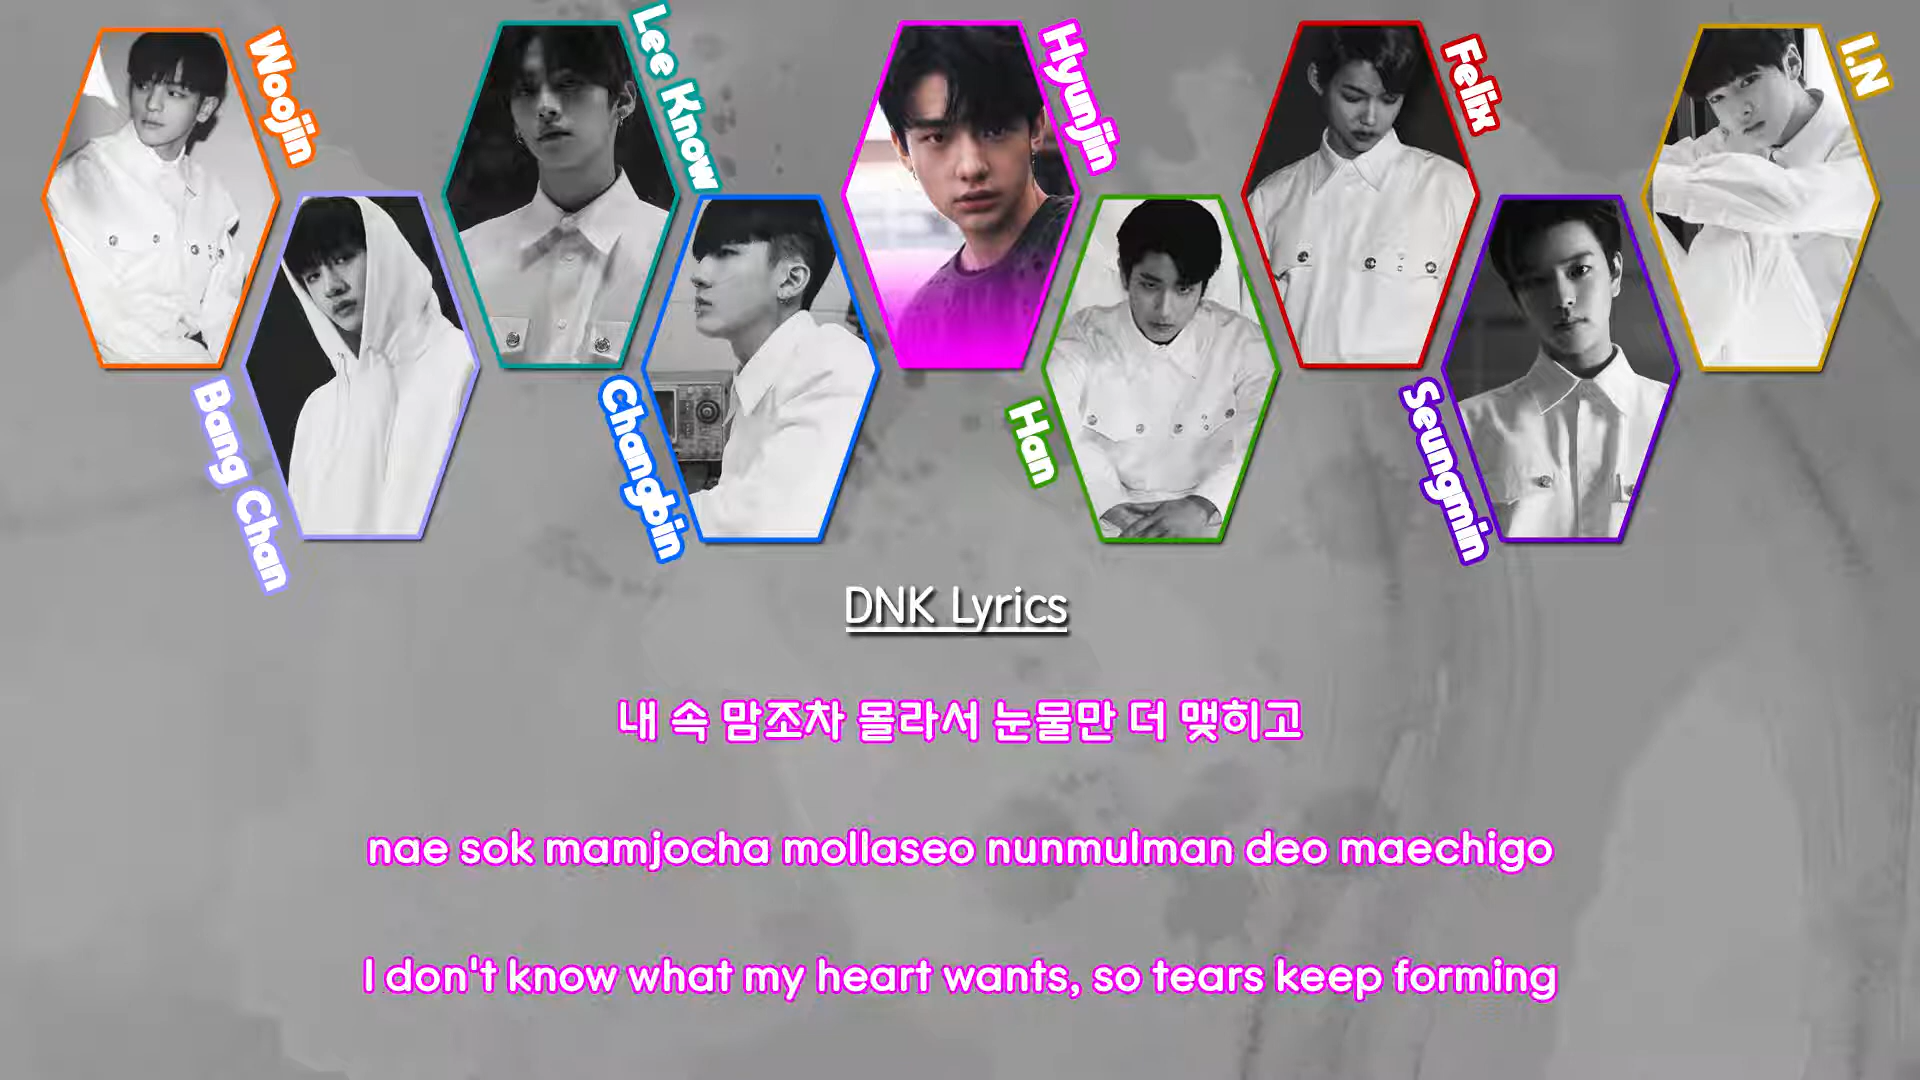 Woojin
Lee Know
Hyunjin
Felix
I.N
Bang Chan
Changbin
Han
Seungmin
DNK Lyrics
내 속 맘조차 몰라서 눈물만 더 맺히고
nae sok mamjocha mollaseo nunmulman deo maechigo
I don't know what my heart wants, so tears keep forming